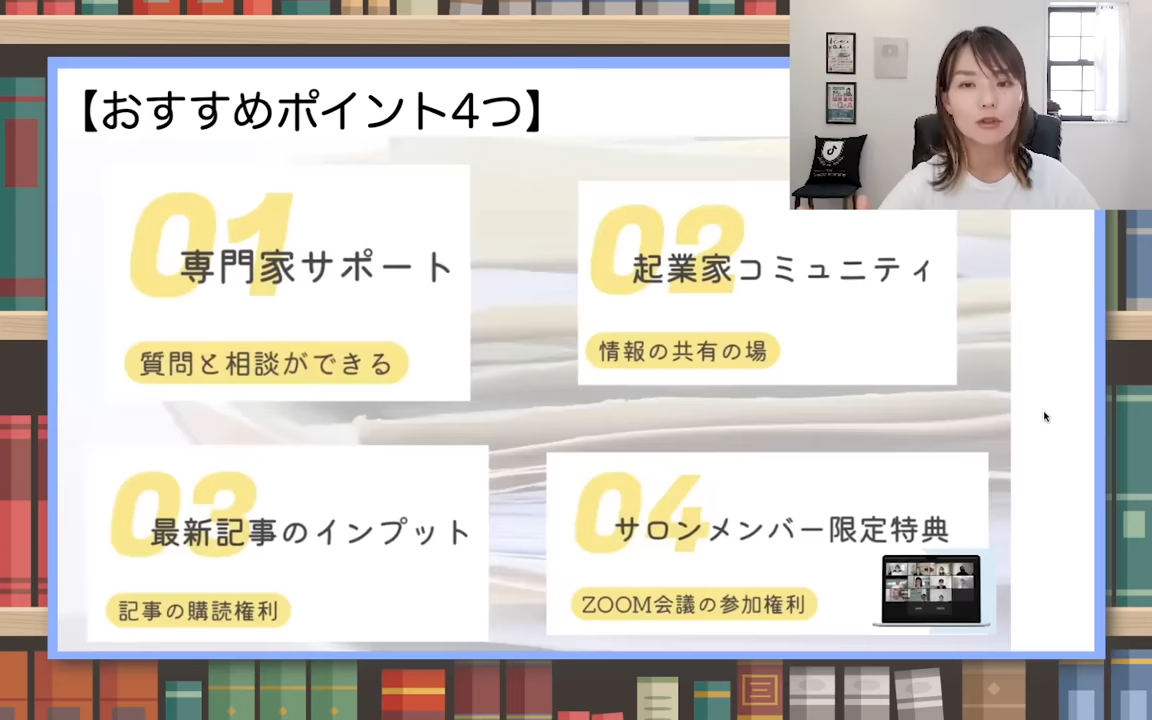 【おすすめポイント4つ】
01
専門家サポート
質問と相談ができる
02
起業家コミュニティ
情報の共有の場
03
最新記事のインプット
記事の購読権利
04
サロンメンバー限定特典
ZOOM会議の参加権利